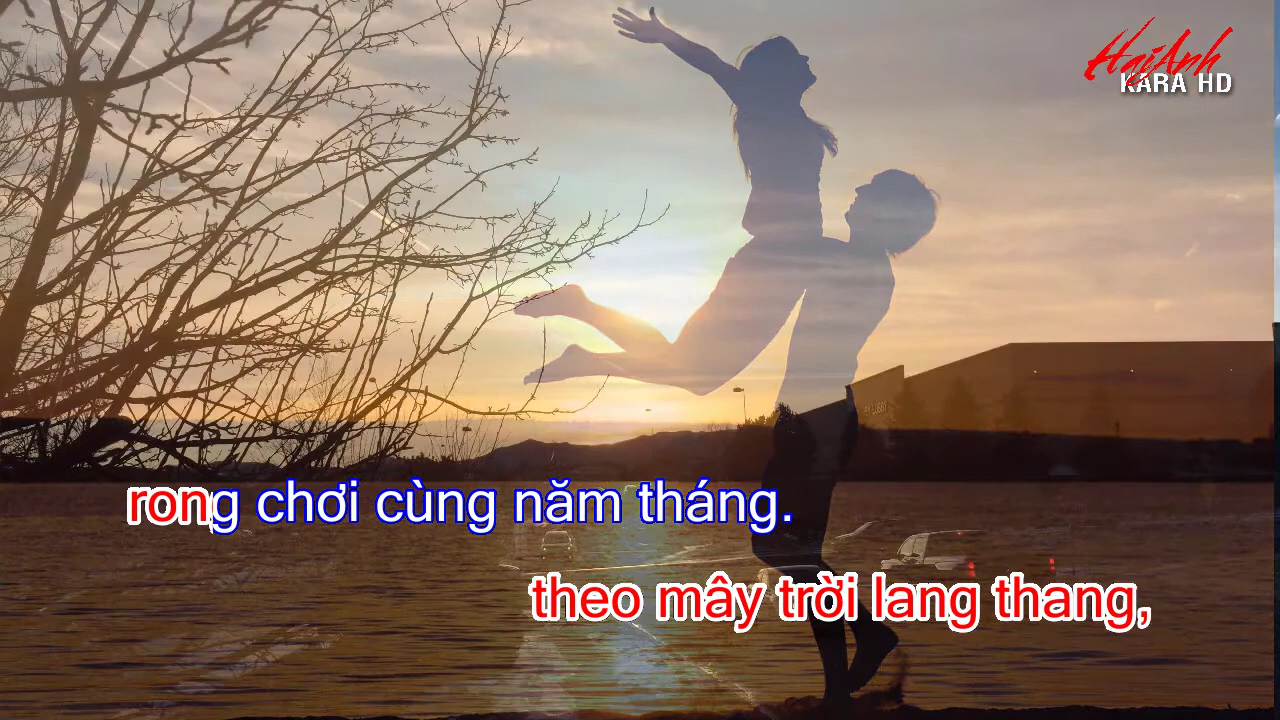 HaiAnh
KARA HD
rong chơi cùng năm tháng.
theo mây trời lang thang,